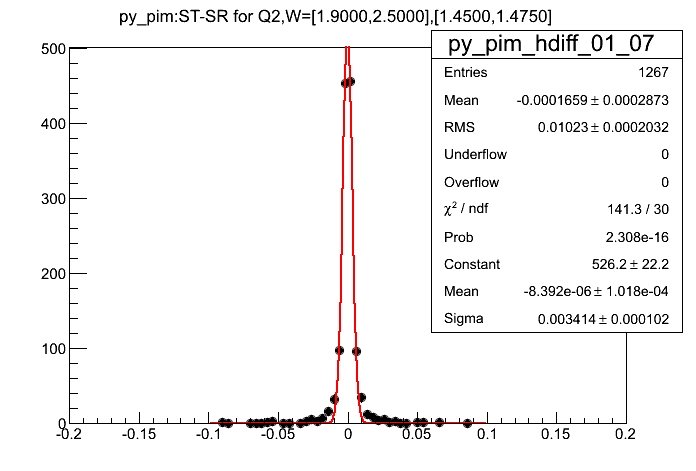 py_pim:ST-SR for Q2,W=[1.9000,2.5000],[1.4500,1.4750]
py_pim_hdiff_01_07
Entries 1267
Mean -0.0001659 ± 0.0002873
RMS 0.01023 ± 0.0002032
Underflow 0
Overflow 0
χ² / ndf 141.3 / 30
Prob 2.308e-16
Constant 526.2 ± 22.2
Mean -8.392e-06 ± 1.018e-04
Sigma 0.003414 ± 0.000102
500
400
300
200
100
0
-0.2 -0.15 -0.1 -0.05 0 0.05 0.1 0.15 0.2